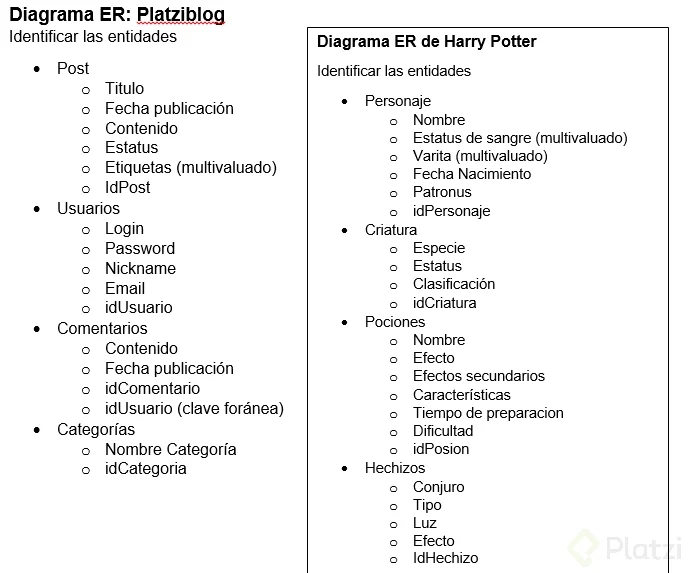 Diagrama ER: Platziblog
Identificar las entidades
• Post
o Titulo
o Fecha publicación
o Contenido
o Estatus
o Etiquetas (multivaluado)
o IdPost
• Usuarios
o Login
o Password
o Nickname
o Email
o idUsuario
• Comentarios
o Contenido
o Fecha publicación
o idComentario
o idUsuario (clave foránea)
• Categorías
o Nombre Categoría
o idCategoria
Diagrama ER de Harry Potter
Identificar las entidades
• Personaje
o Nombre
o Estatus de sangre (multivaluado)
o Varita (multivaluado)
o Fecha Nacimiento
o Patronus
o idPersonaje
• Criatura
o Especie
o Estatus
o Clasificación
o idCriatura
• Pociones
o Nombre
o Efecto
o Efectos secundarios
o Características
o Tiempo de preparacion
o Dificultad
o idPosion
• Hechizos
o Conjuro
o Tipo
o Luz
o Efecto
o IdHechizo
Platzi